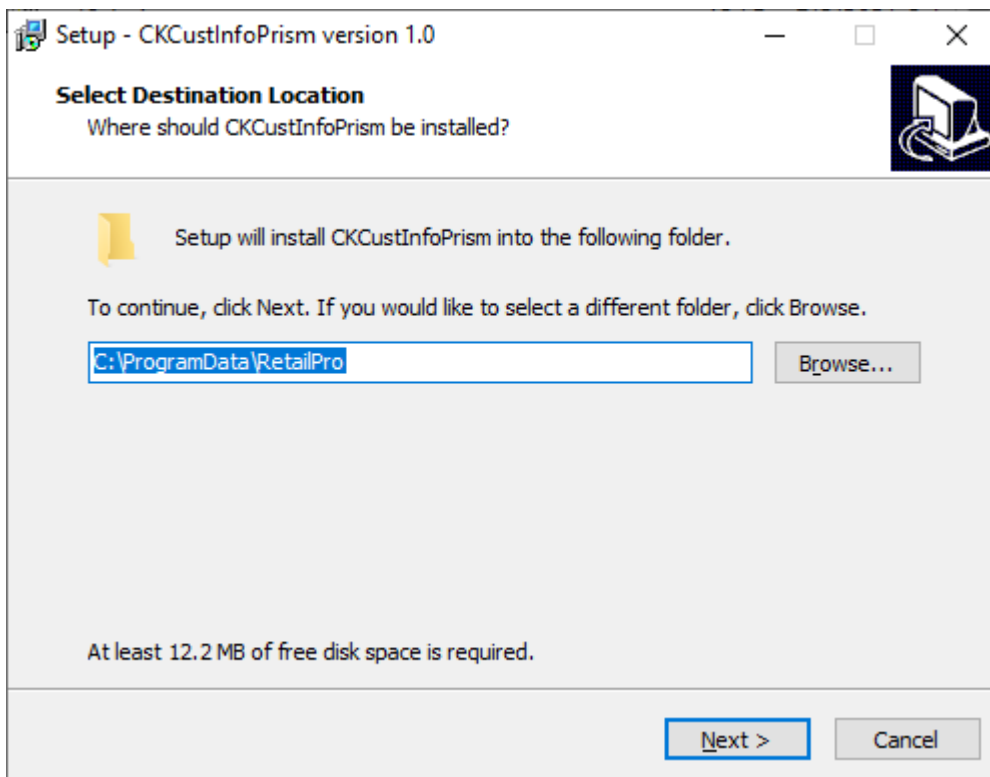 Setup - CKCustInfoPrism version 1.0
Select Destination Location
Where should CKCustInfoPrism be installed?
Setup will install CKCustInfoPrism into the following folder.
To continue, click Next. If you would like to select a different folder, click Browse.
C:\ProgramData\RetailPro
Browse...
At least 12.2 MB of free disk space is required.
Next >
Cancel